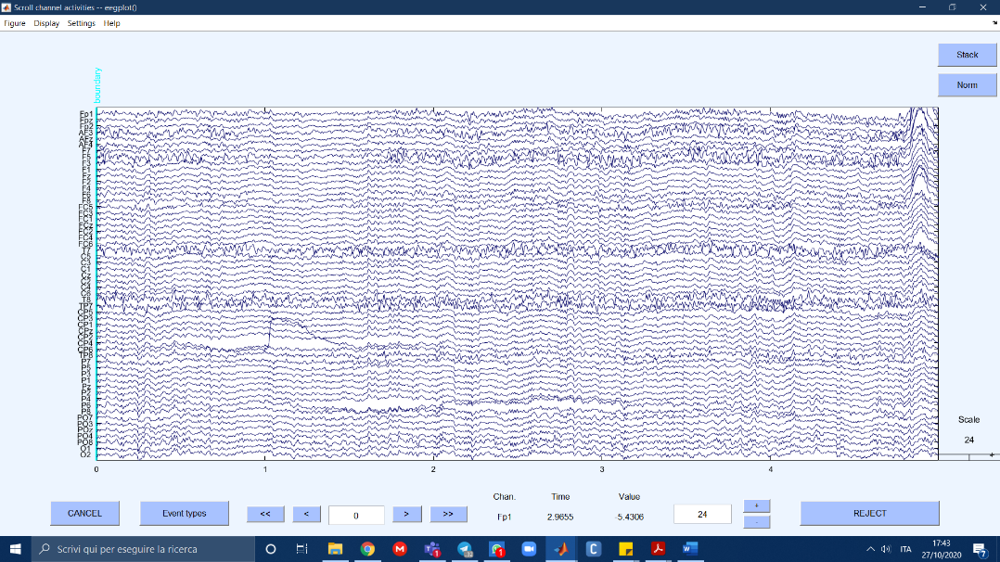 Scroll channel activities -- eegplot()
Figure Display Settings Help
Stack
Norm
boundary
Fp1
Fpz
Fp2
AF3
AFz
AF4
F7
F5
F3
F1
Fz
F2
F4
F6
F8
FC5
FC3
FC1
FCz
FC2
FC4
FC6
T7
C5
C3
C1
Cz
C2
C4
C6
T8
TP7
CP5
CP3
CP1
CPz
CP2
CP4
CP6
TP8
P7
P5
P3
P1
Pz
P2
P4
P6
P8
PO7
PO3
POz
PO4
PO8
O1
O2
0 1 2 3 4
Scale
24
+
-
Chan. Time Value
Fp1 2.9655 -5.4306
CANCEL Event types << < 0 > >> 24 + - REJECT
Scrivi qui per eseguire la ricerca
ITA
17:43
27/10/2020